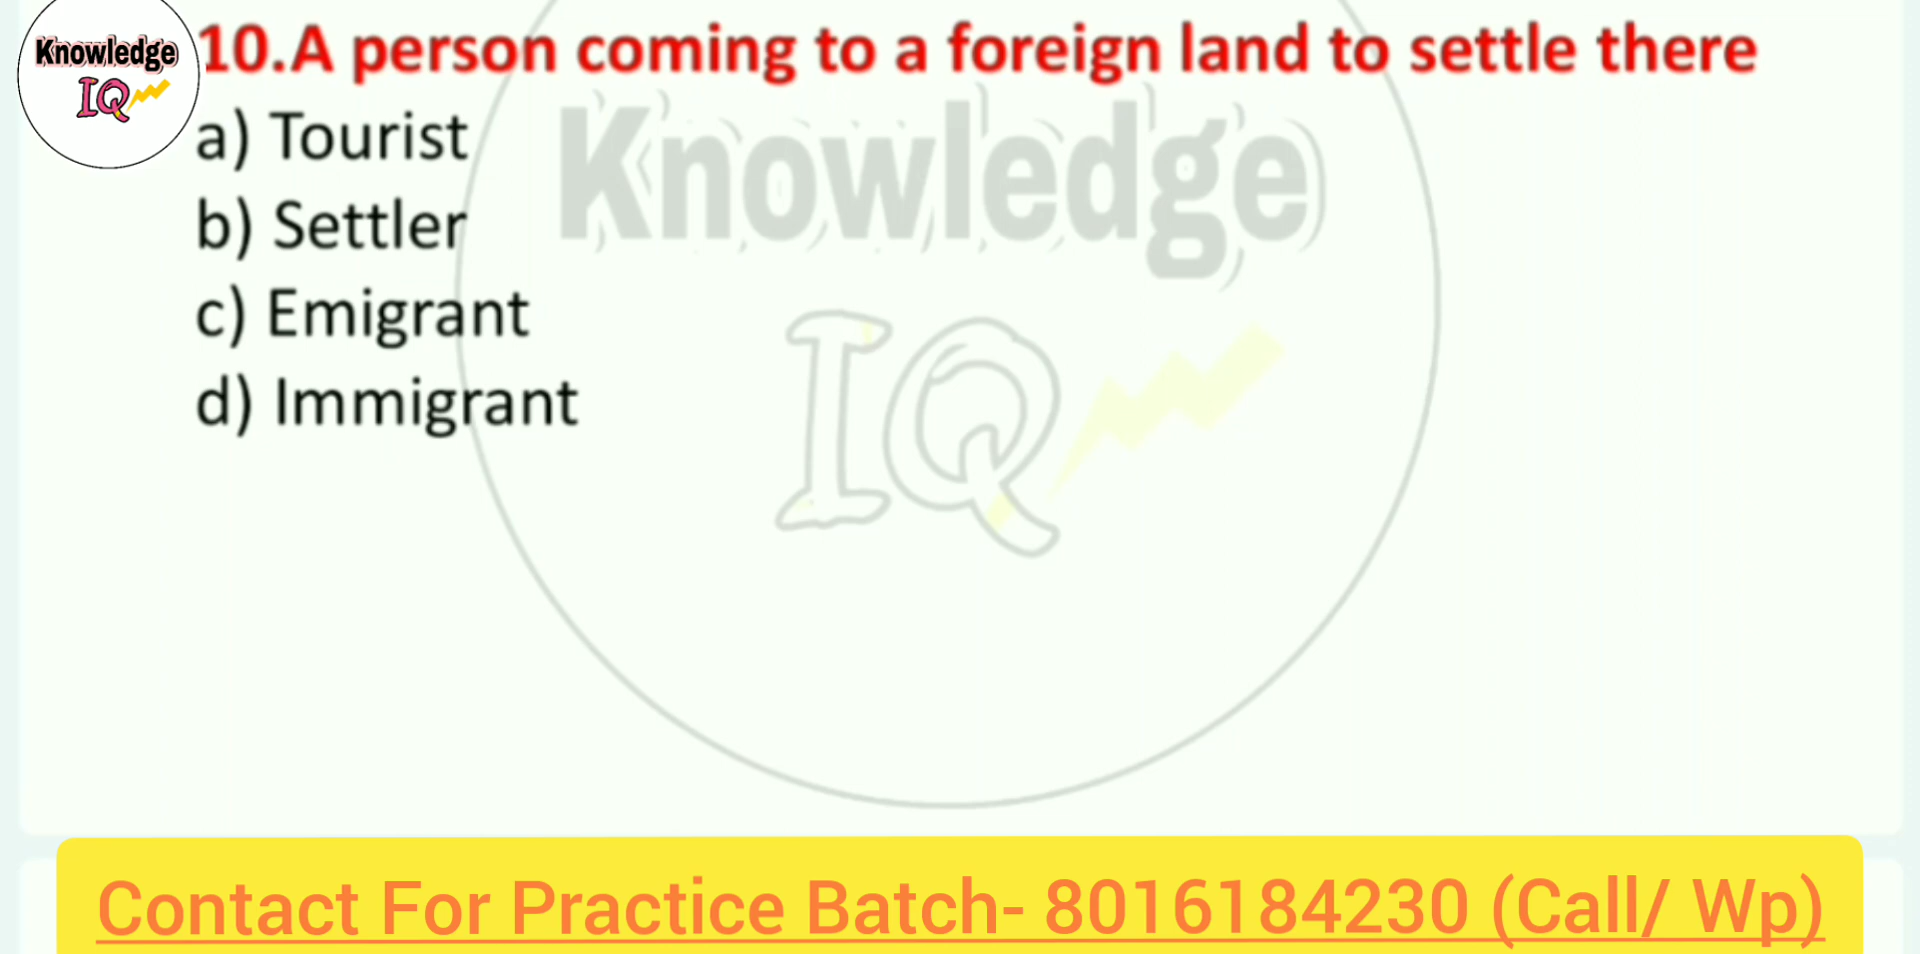 Knowledge
IQ
10.A person coming to a foreign land to settle there
a) Tourist
b) Settler
c) Emigrant
d) Immigrant
Knowledge
IQ
Contact For Practice Batch- 8016184230 (Call/ Wp)